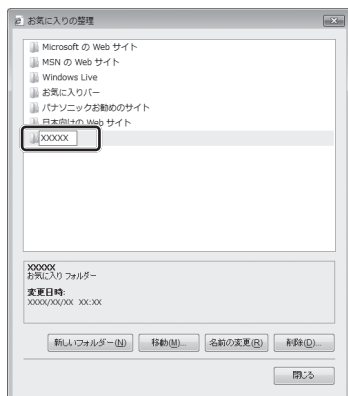 お気に入りの整理
Microsoft の Web サイト
MSN の Web サイト
Windows Live
お気に入りバー
パナソニックお勧めのサイト
日本向けの Web サイト
XXXXX
XXXXX
お気に入り フォルダー
変更日時:
XXXX/XX/XX XX:XX
新しいフォルダー(N) 移動(M)... 名前の変更(R) 削除(D)...
閉じる